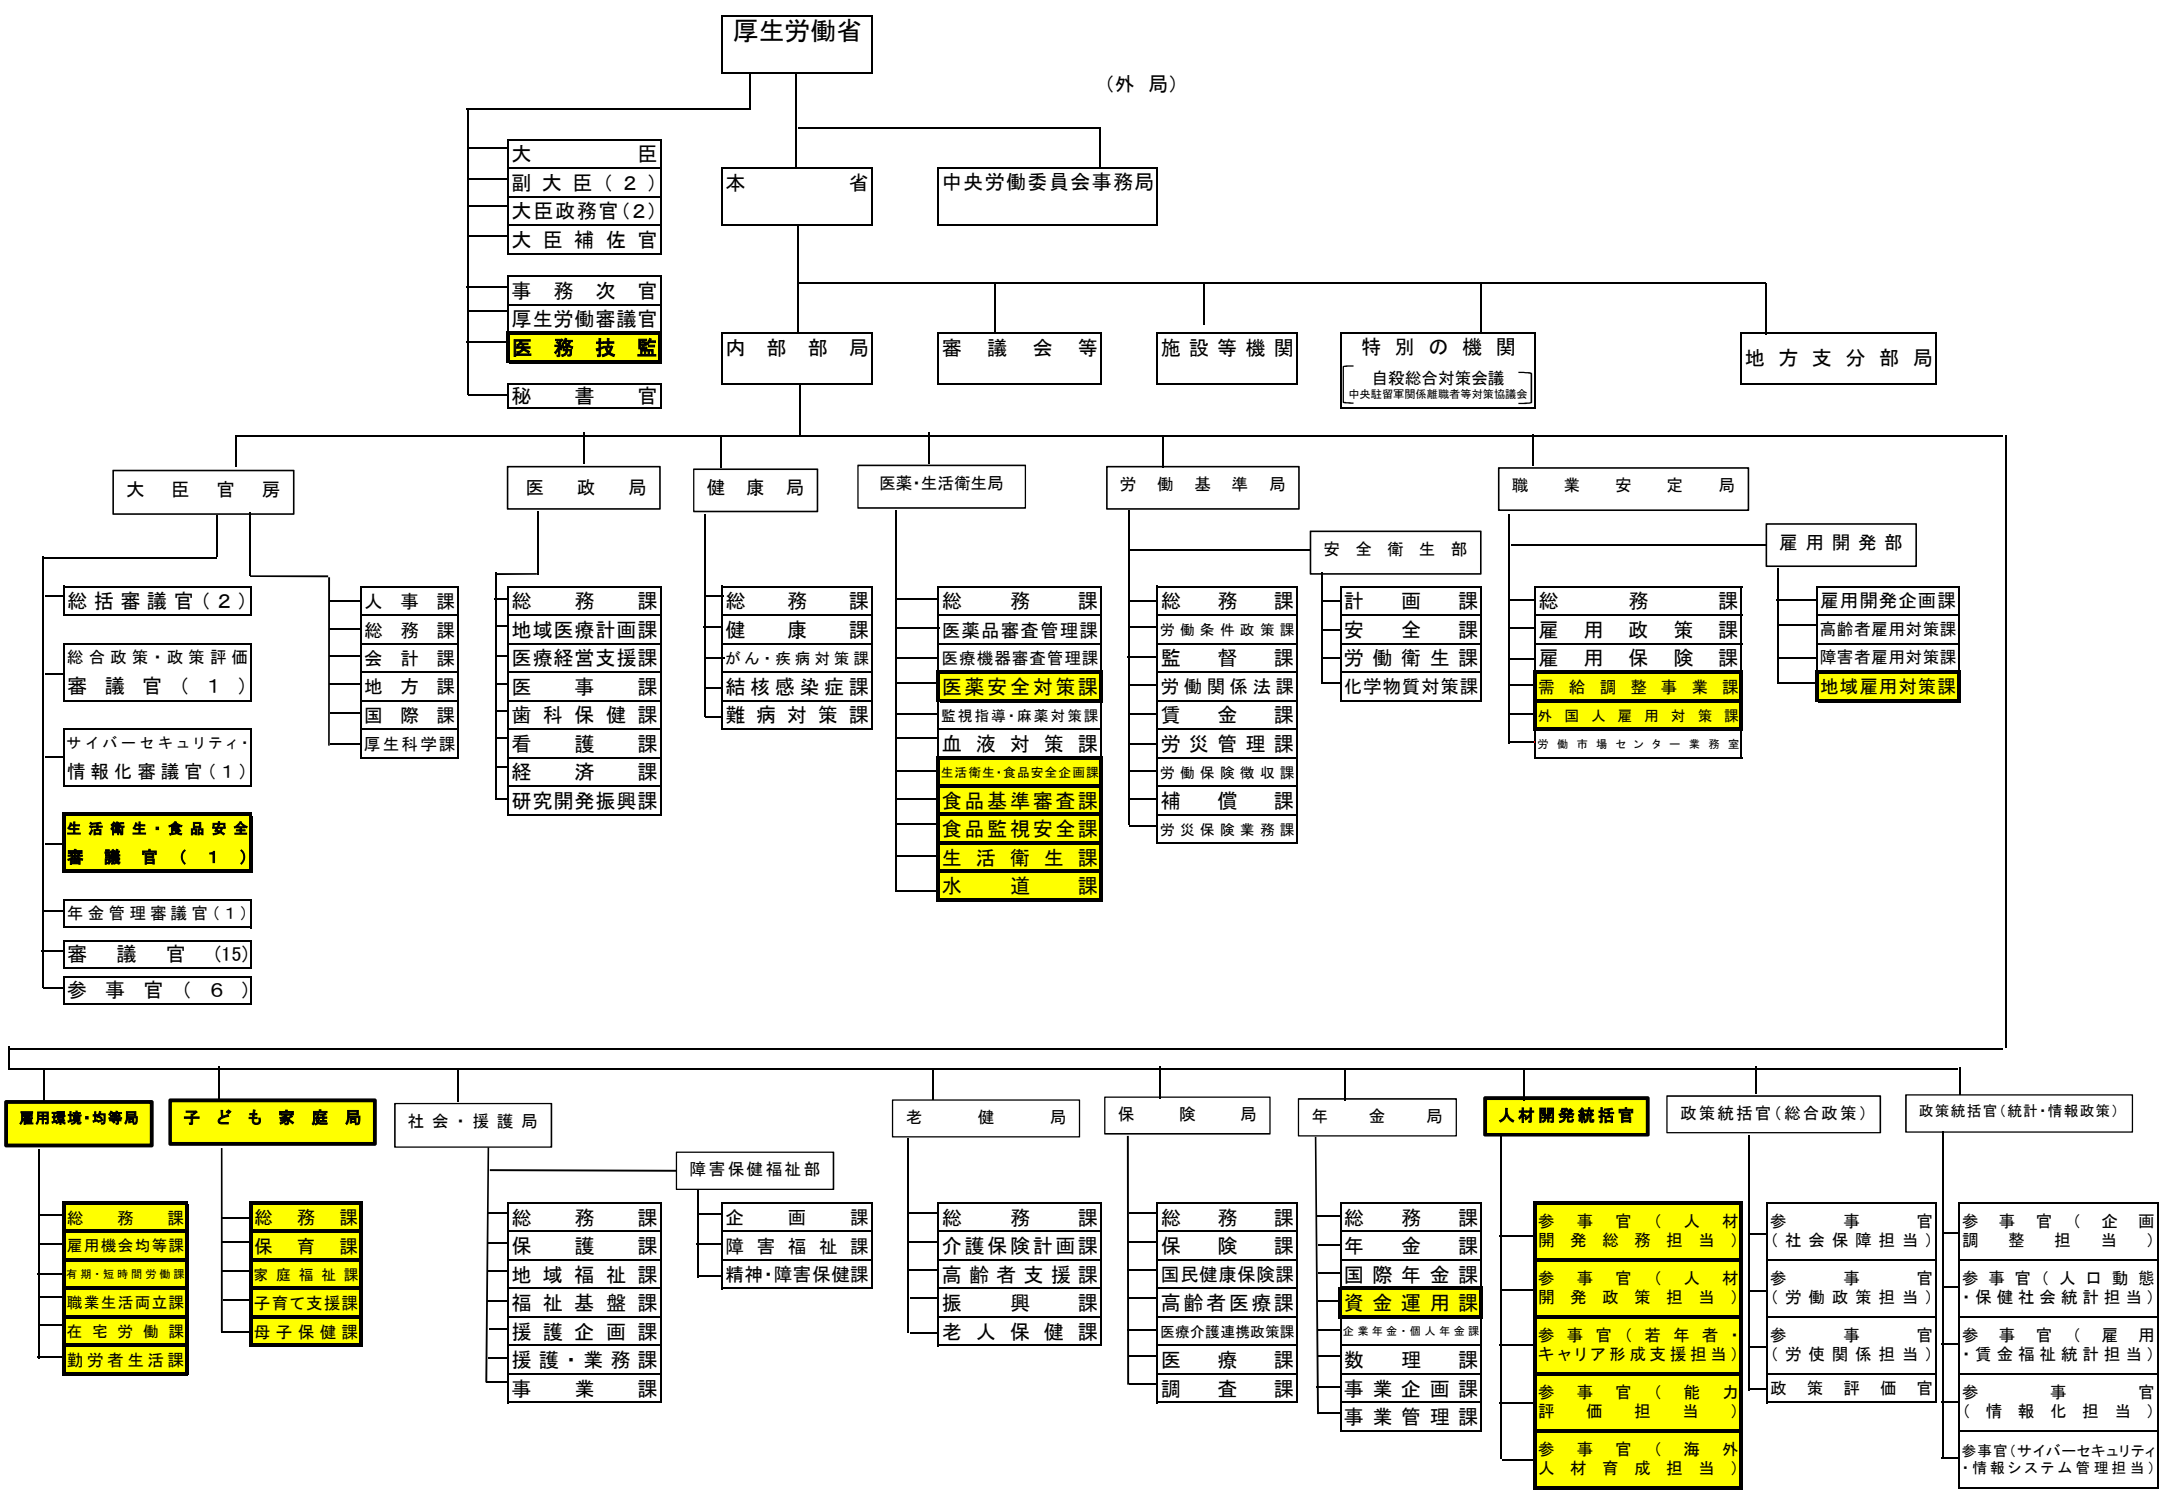 厚生労働省
（外局）
大臣
副大臣（２）
大臣政務官（２）
大臣補佐官
本省
中央労働委員会事務局
事務次官
厚生労働審議官
医務技監
秘書官
内部部局
審議会等
施設等機関
特別の機関
自殺総合対策会議
中央駐留軍関係離職者等対策協議会
地方支分部局
大臣官房
総括審議官（２）
総合政策・政策評価
審議官（１）
サイバーセキュリティ・
情報化審議官（１）
生活衛生・食品安全
審議官（１）
年金管理審議官（１）
審議官(15)
参事官（６）
人事課
総務課
会計課
地方課
国際課
厚生科学課
医政局
総務課
地域医療計画課
医療経営支援課
医事課
歯科保健課
看護課
経済課
研究開発振興課
健康局
総務課
健康課
がん・疾病対策課
結核感染症課
難病対策課
医薬・生活衛生局
総務課
医薬品審査管理課
医療機器審査管理課
医薬安全対策課
監視指導・麻薬対策課
血液対策課
生活衛生・食品安全企画課
食品基準審査課
食品監視安全課
生活衛生課
水道課
労働基準局
総務課
労働条件政策課
監督課
労働関係法課
賃金課
労災管理課
労働保険徴収課
補償課
労災保険業務課
安全衛生部
計画課
安全課
労働衛生課
化学物質対策課
職業安定局
総務課
雇用政策課
雇用保険課
需給調整事業課
外国人雇用対策課
労働市場センター業務室
雇用開発部
雇用開発企画課
高齢者雇用対策課
障害者雇用対策課
地域雇用対策課
雇用環境・均等局
総務課
雇用機会均等課
有期・短時間労働課
職業生活両立課
在宅労働課
勤労者生活課
子ども家庭局
総務課
保育課
家庭福祉課
子育て支援課
母子保健課
社会・援護局
総務課
保護課
地域福祉課
福祉基盤課
援護企画課
援護・業務課
事業課
障害保健福祉部
企画課
障害福祉課
精神・障害保健課
老健局
総務課
介護保険計画課
高齢者支援課
振興課
老人保健課
保険局
総務課
保険課
国民健康保険課
高齢者医療課
医療介護連携政策課
医療課
調査課
年金局
総務課
年金課
国際年金課
資金運用課
企業年金・個人年金課
数理課
事業企画課
事業管理課
人材開発統括官
参事官（人材
開発総務担当）
参事官（人材
開発政策担当）
参事官（若年者・
キャリア形成支援担当）
参事官（能力
評価担当）
参事官（海外
人材育成担当）
政策統括官（総合政策）
参事官
（社会保障担当）
参事官
（労働政策担当）
参事官
（労使関係担当）
政策評価官
政策統括官（統計・情報政策）
参事官（企画
調整担当）
参事官（人口動態
・保健社会統計担当）
参事官（雇用
・賃金福祉統計担当）
参事官
（情報化担当）
参事官（サイバーセキュリティ
・情報システム管理担当）